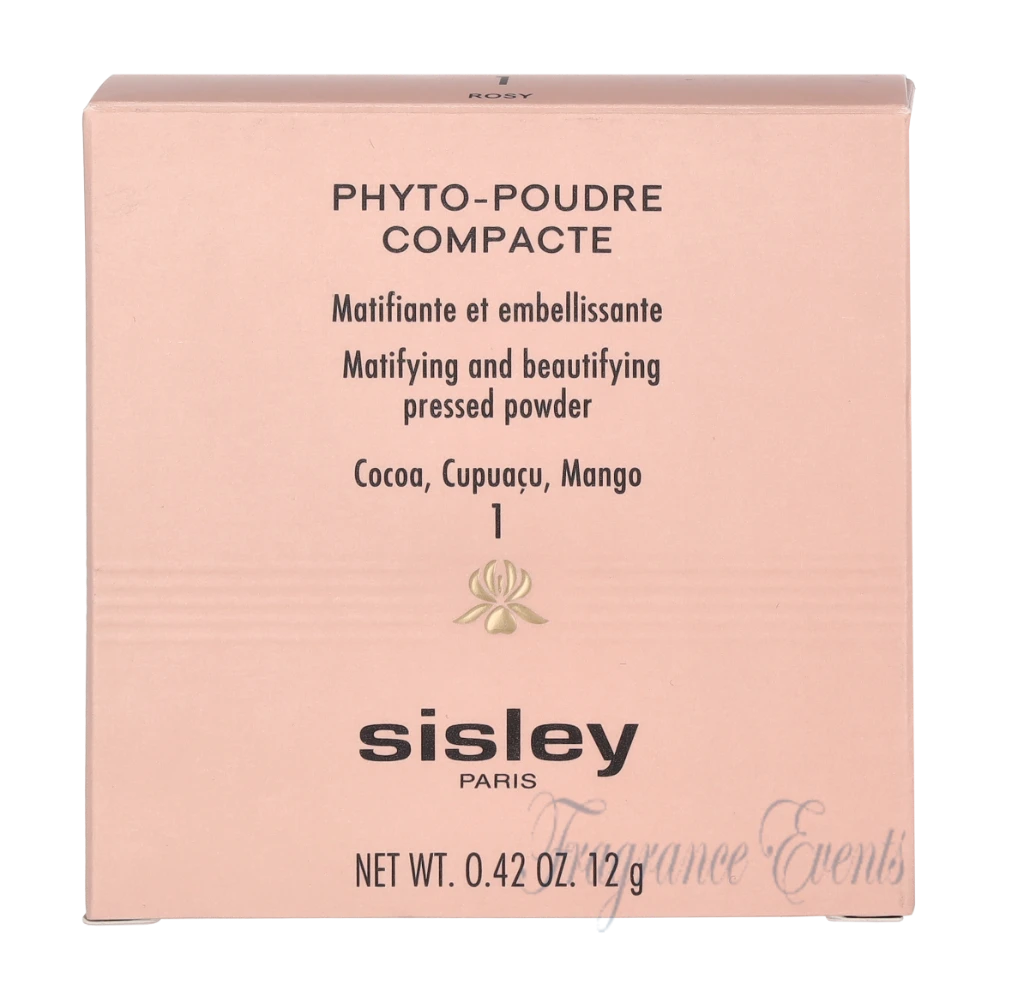 1
ROSY
PHYTO-POUDRE
COMPACTE
Matifiante et embellissante
Matifying and beautifying
pressed powder
Cocoa, Cupuaçu, Mango
1
sisley
PARIS
NET WT. 0.42 OZ. 12 g
Fragrance Events